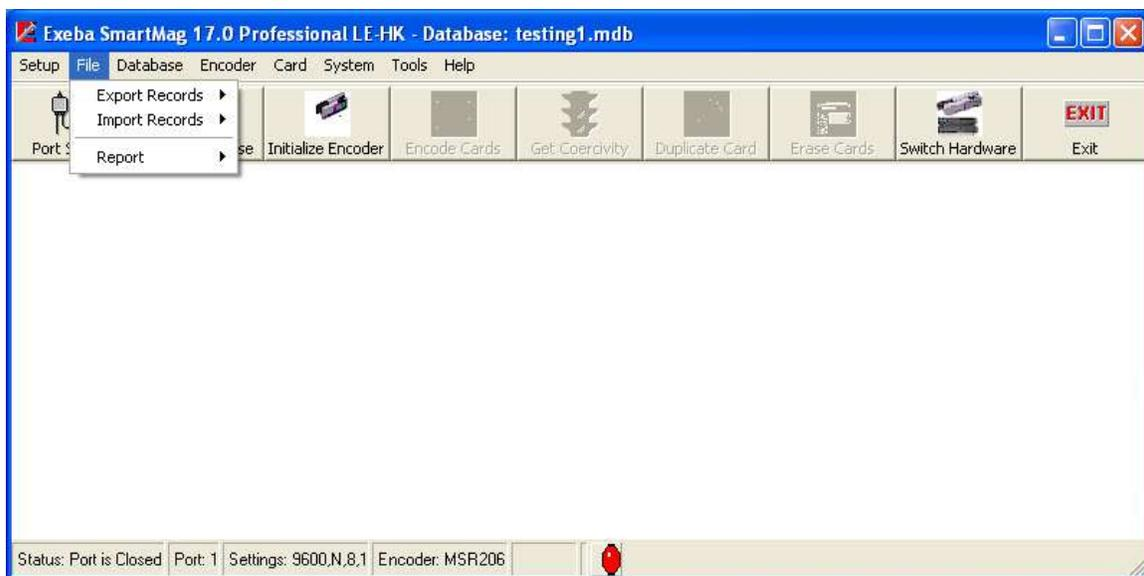 Exeba SmartMag 17.0 Professional LE-HK - Database: testing1.mdb
Setup File Database Encoder Card System Tools Help
Export Records
Import Records
Report
Port Initialize Encoder Encode Cards Get Coercivity Duplicate Card Erase Cards Switch Hardware EXIT Exit
Status: Port is Closed Port: 1 Settings: 9600,N,8,1 Encoder: MSR206